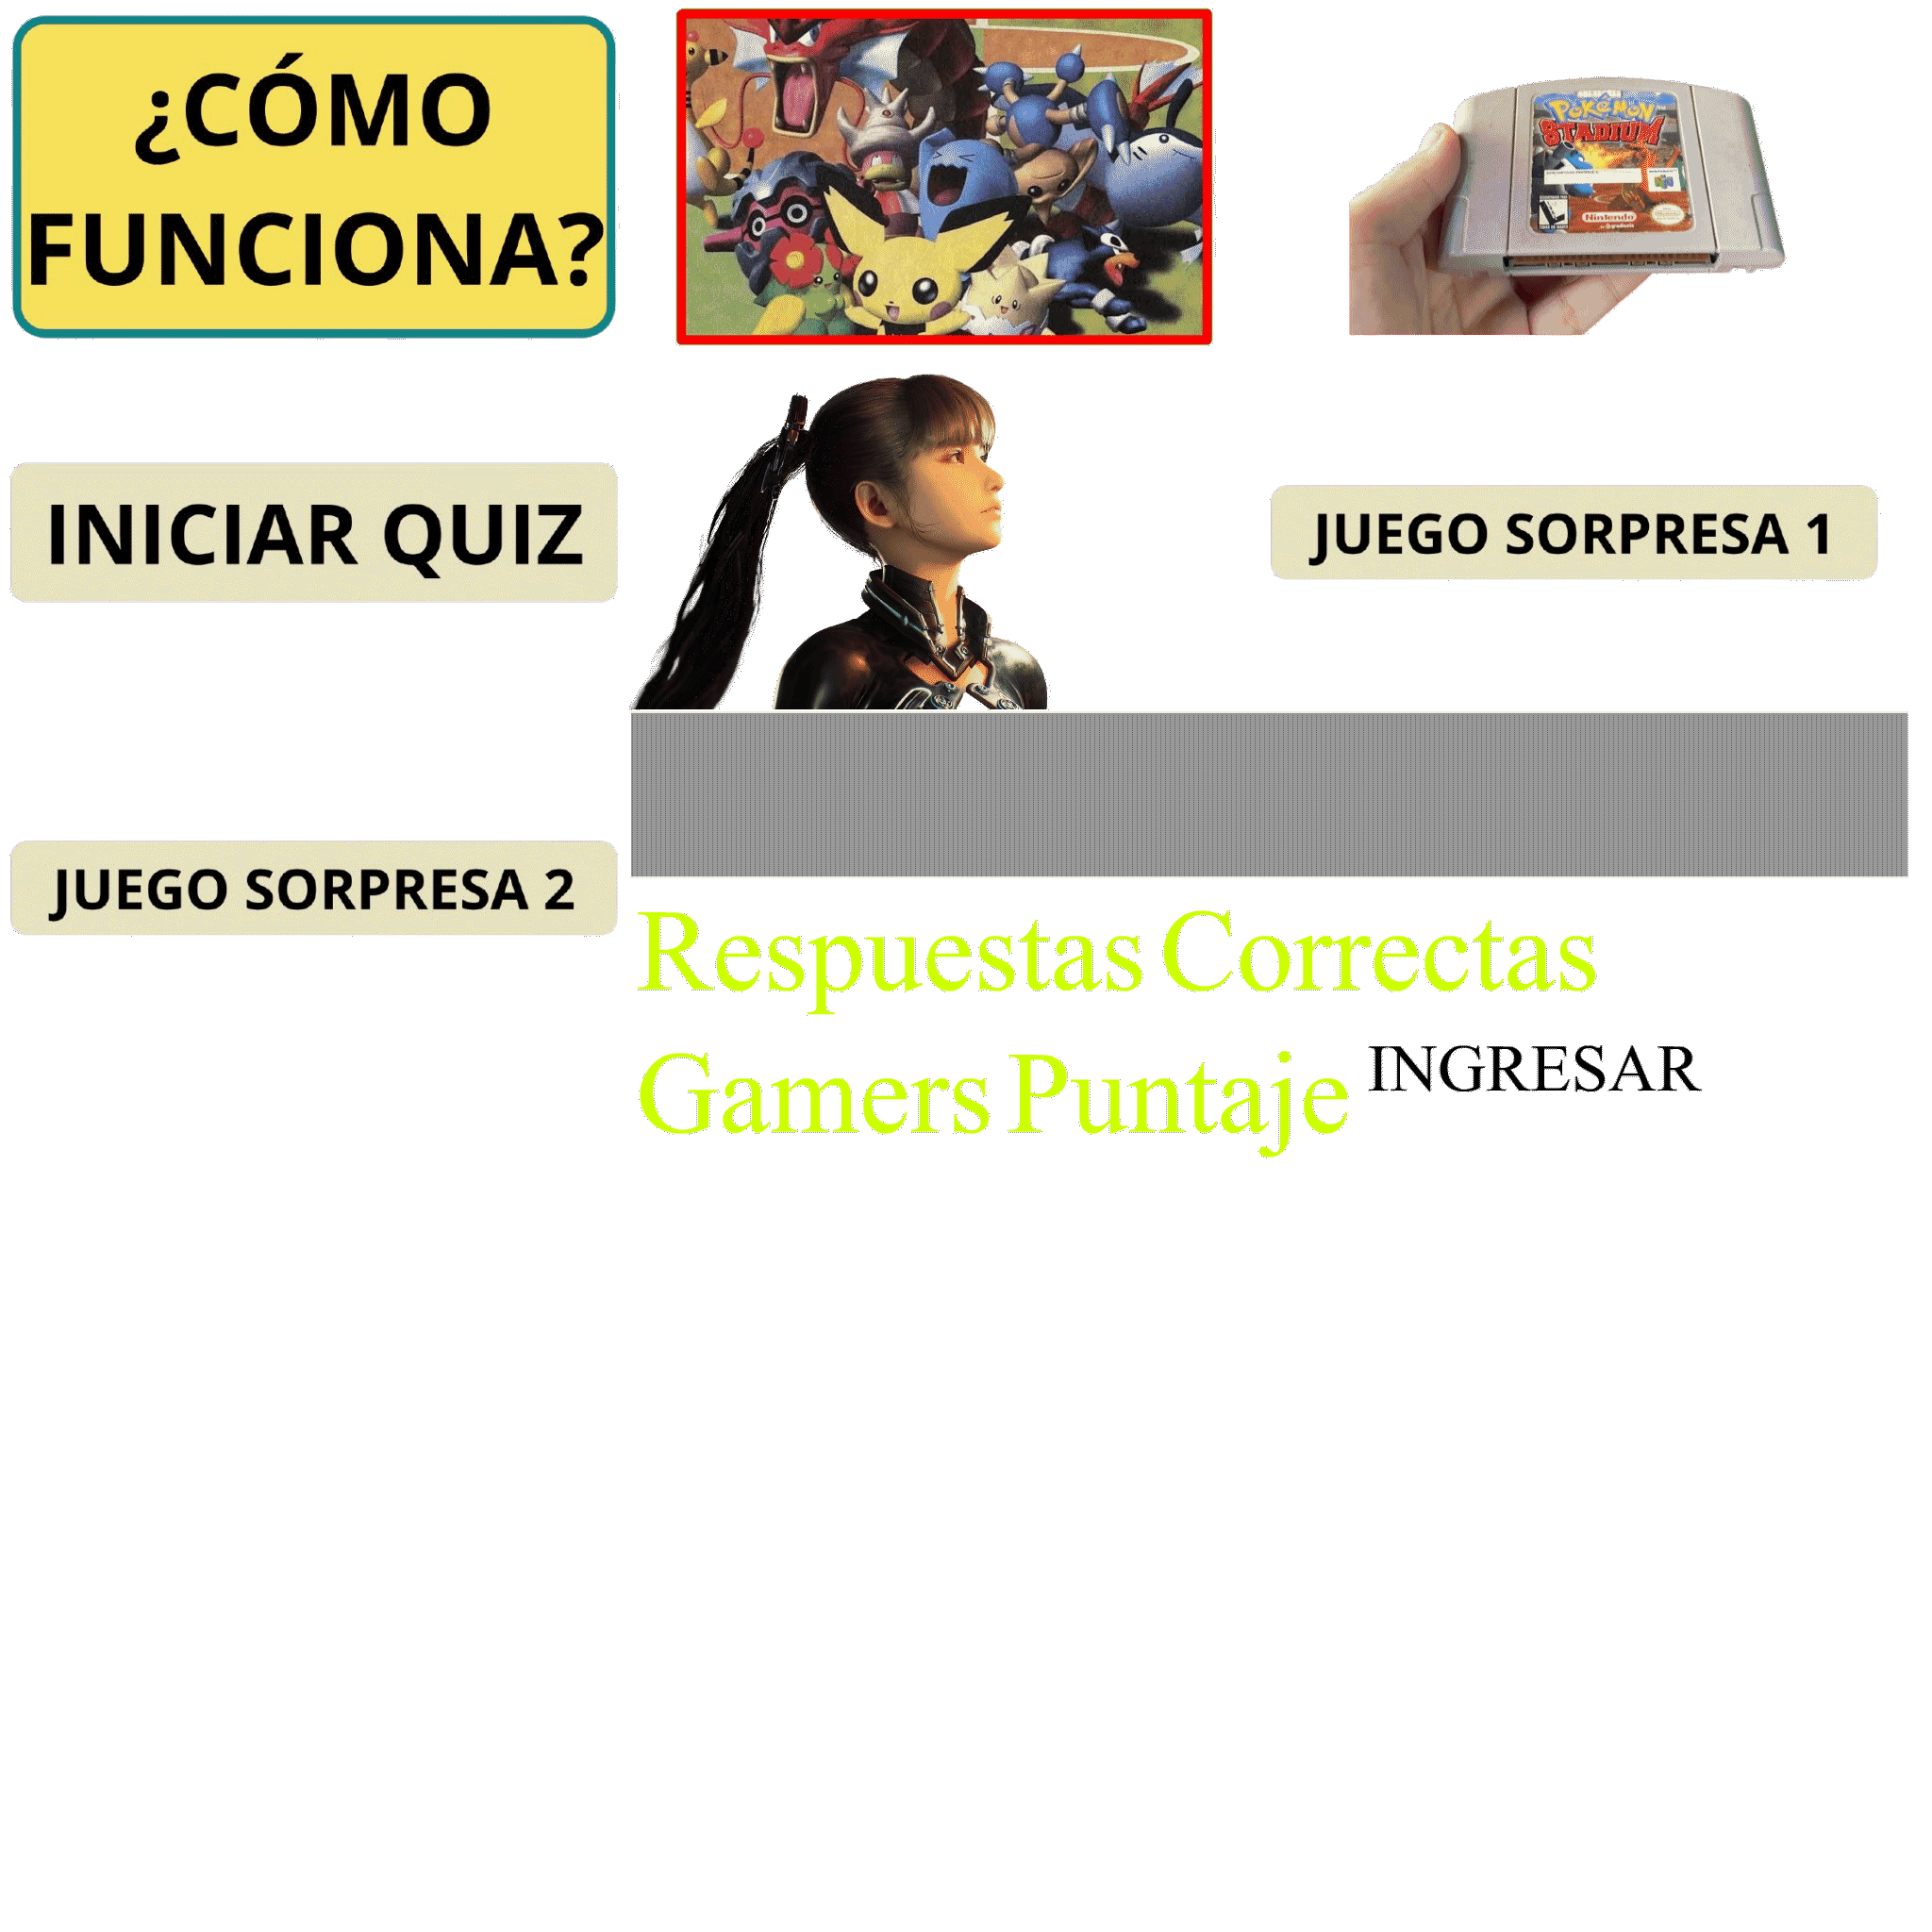 ¿CÓMO
FUNCIONA?
POKéMON
STADIUM
Nintendo
INICIAR QUIZ
JUEGO SORPRESA 1
JUEGO SORPRESA 2
Respuestas Correctas
Gamers Puntaje
INGRESAR